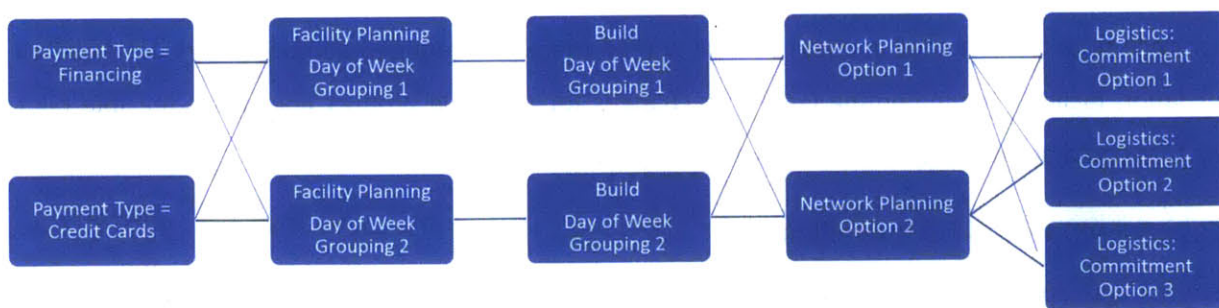 Payment Type =
Financing
Facility Planning
Day of Week
Grouping 1
Build
Day of Week
Grouping 1
Network Planning
Option 1
Logistics:
Commitment
Option 1
Logistics:
Commitment
Option 2
Payment Type =
Credit Cards
Facility Planning
Day of Week
Grouping 2
Build
Day of Week
Grouping 2
Network Planning
Option 2
Logistics:
Commitment
Option 3